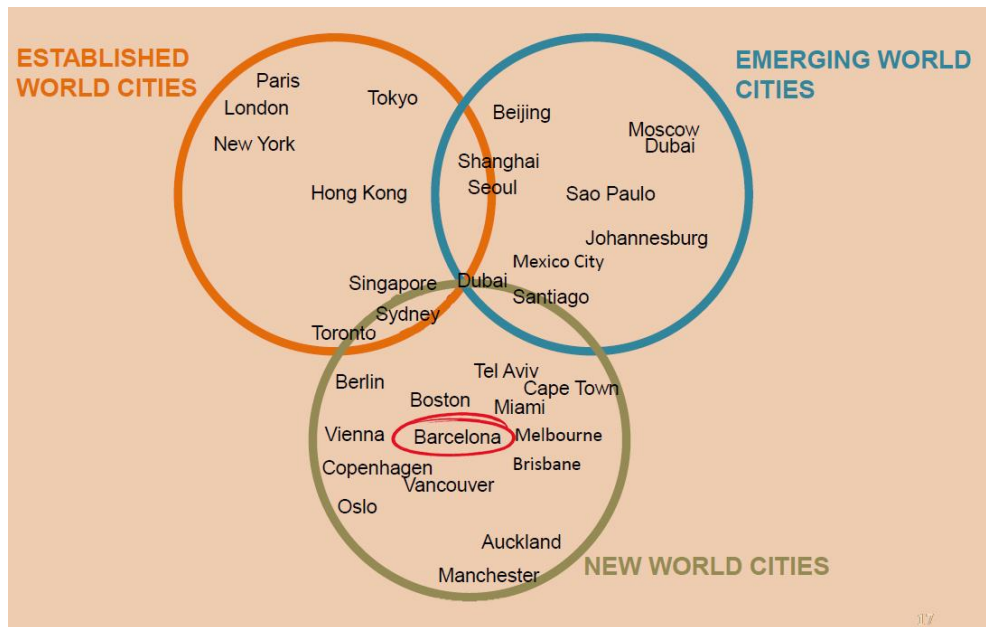 ESTABLISHED
WORLD CITIES
EMERGING WORLD
CITIES
Paris
London
Tokyo
New York
Hong Kong
Beijing
Moscow
Dubai
Shanghai
Seoul
Sao Paulo
Johannesburg
Mexico City
Singapore
Dubai
Santiago
Sydney
Toronto
Berlin
Tel Aviv
Cape Town
Boston
Miami
Vienna
Barcelona
Melbourne
Copenhagen
Brisbane
Vancouver
Oslo
Auckland
Manchester
NEW WORLD CITIES
17